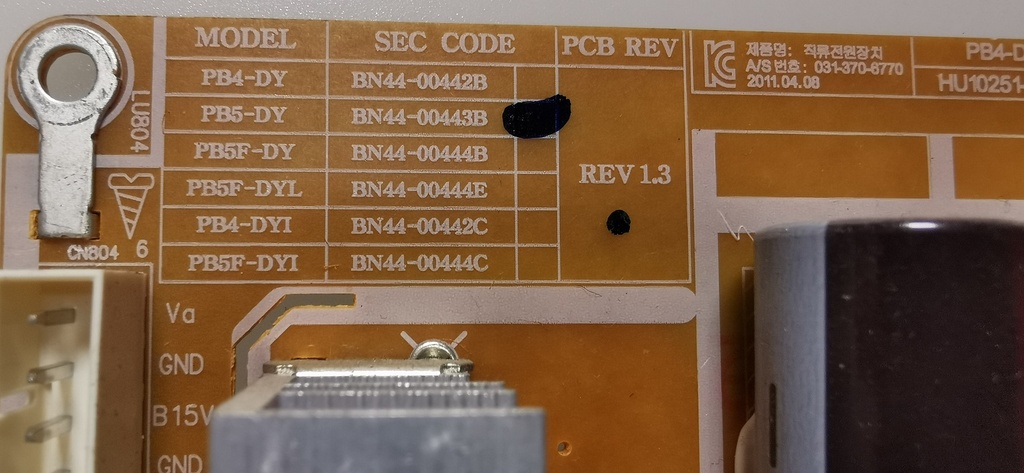 MODEL SEC CODE PCB REV
PB4-DY BN44-00442B
PB5-DY BN44-00443B
PB5F-DY BN44-00444B
PB5F-DYL BN44-00444E
PB4-DYI BN44-00442C
PB5F-DYI BN44-00444C
REV 1.3
제품명: 직류전원장치
A/S 번호: 031-370-6770
2011.04.08
PB4-D
HU10251-
LU804
CN804 6
Va
GND
B15V
GND